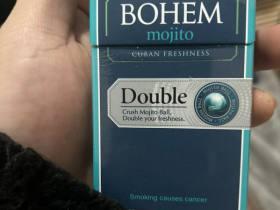 BOHEM
mojito
CUBAN FRESHNESS
Double
Crush Mojito Ball,
Double your freshness.
Smoking causes cancer